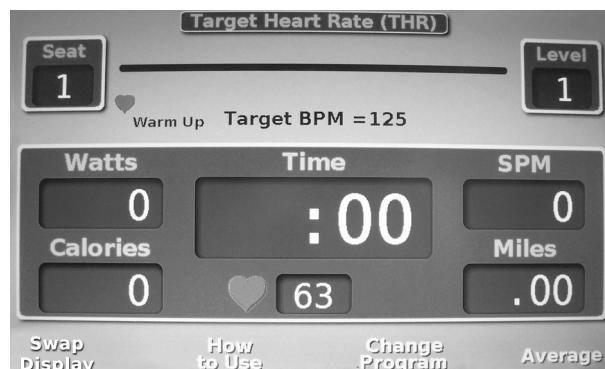 Target Heart Rate (THR)
Seat
1
Level
1
Warm Up
Target BPM =125
Watts
0
Time
:00
SPM
0
Calories
0
63
Miles
.00
Swap
Display
How
to Use
Change
Program
Average